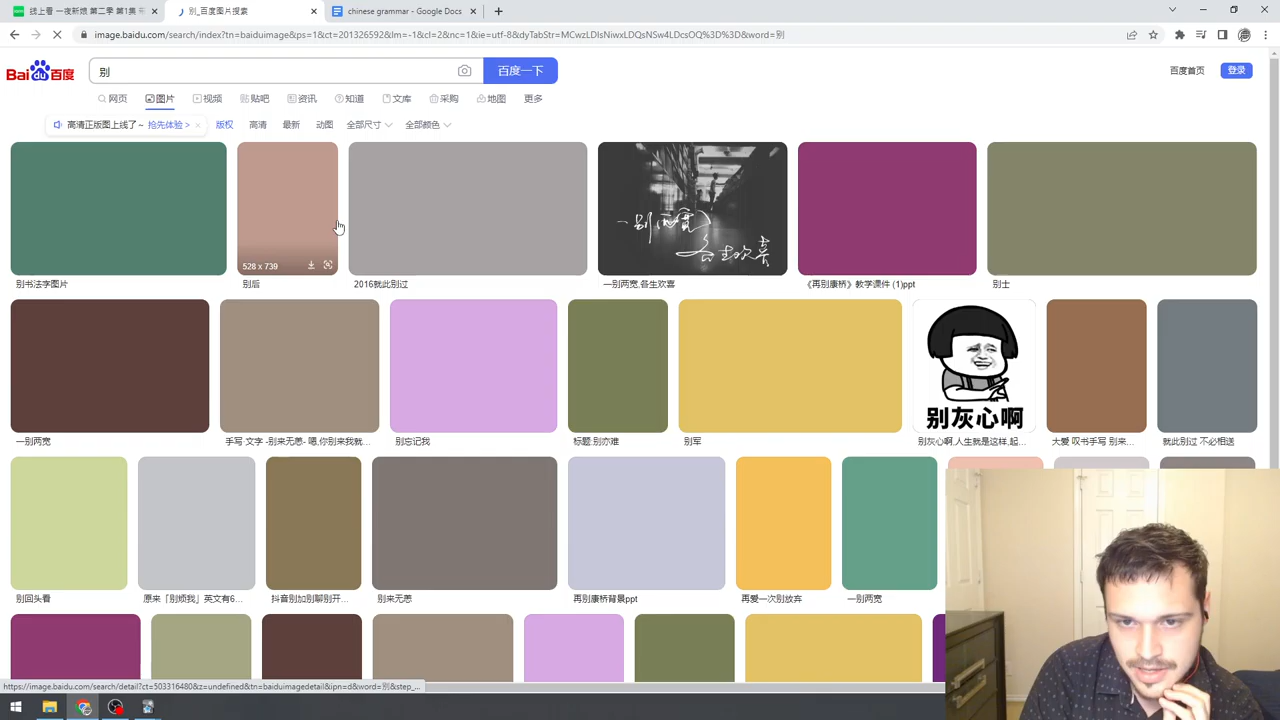 线上看 一夜新娘 第二季 第1集
别_百度图片搜索
chinese grammar - Google Docs
image.baidu.com/search/index?tn=baiduimage&ps=1&ct=201326592&lm=-1&cl=2&nc=1&ie=utf-8&dyTabStr=MCwzLDIsNiwxLDQsNSw4LDcsOQ%3D%3D&word=别
Bai du 百度
别
百度一下
百度首页
登录
网页 图片 视频 贴吧 资讯 知道 文库 采购 地图 更多
高清正版图上线了~ 抢先体验 >
版权 高清 最新 动图 全部尺寸 全部颜色
一别两宽
各生欢喜
528 x 739
别书法字图片
别后
2016就此别过
一别两宽,各生欢喜
《再别康桥》教学课件 (1)ppt
别士
别灰心啊
一别两宽
手写 文字 -别来无恙- 嗯,你别来我就...
别忘记我
标题:别亦难
别军
别灰心啊,人生就是这样,起...
大爱 叹书手写 别来...
就此别过 不必相送
别回头看
原来「别烦我」英文有6...
抖音别加别聊别开...
别来无恙
再别康桥背景ppt
再爱一次别放弃
一别两宽
https://image.baidu.com/search/detail?ct=503316480&z=undefined&tn=baiduimagedetail&ipn=d&word=别&step_...